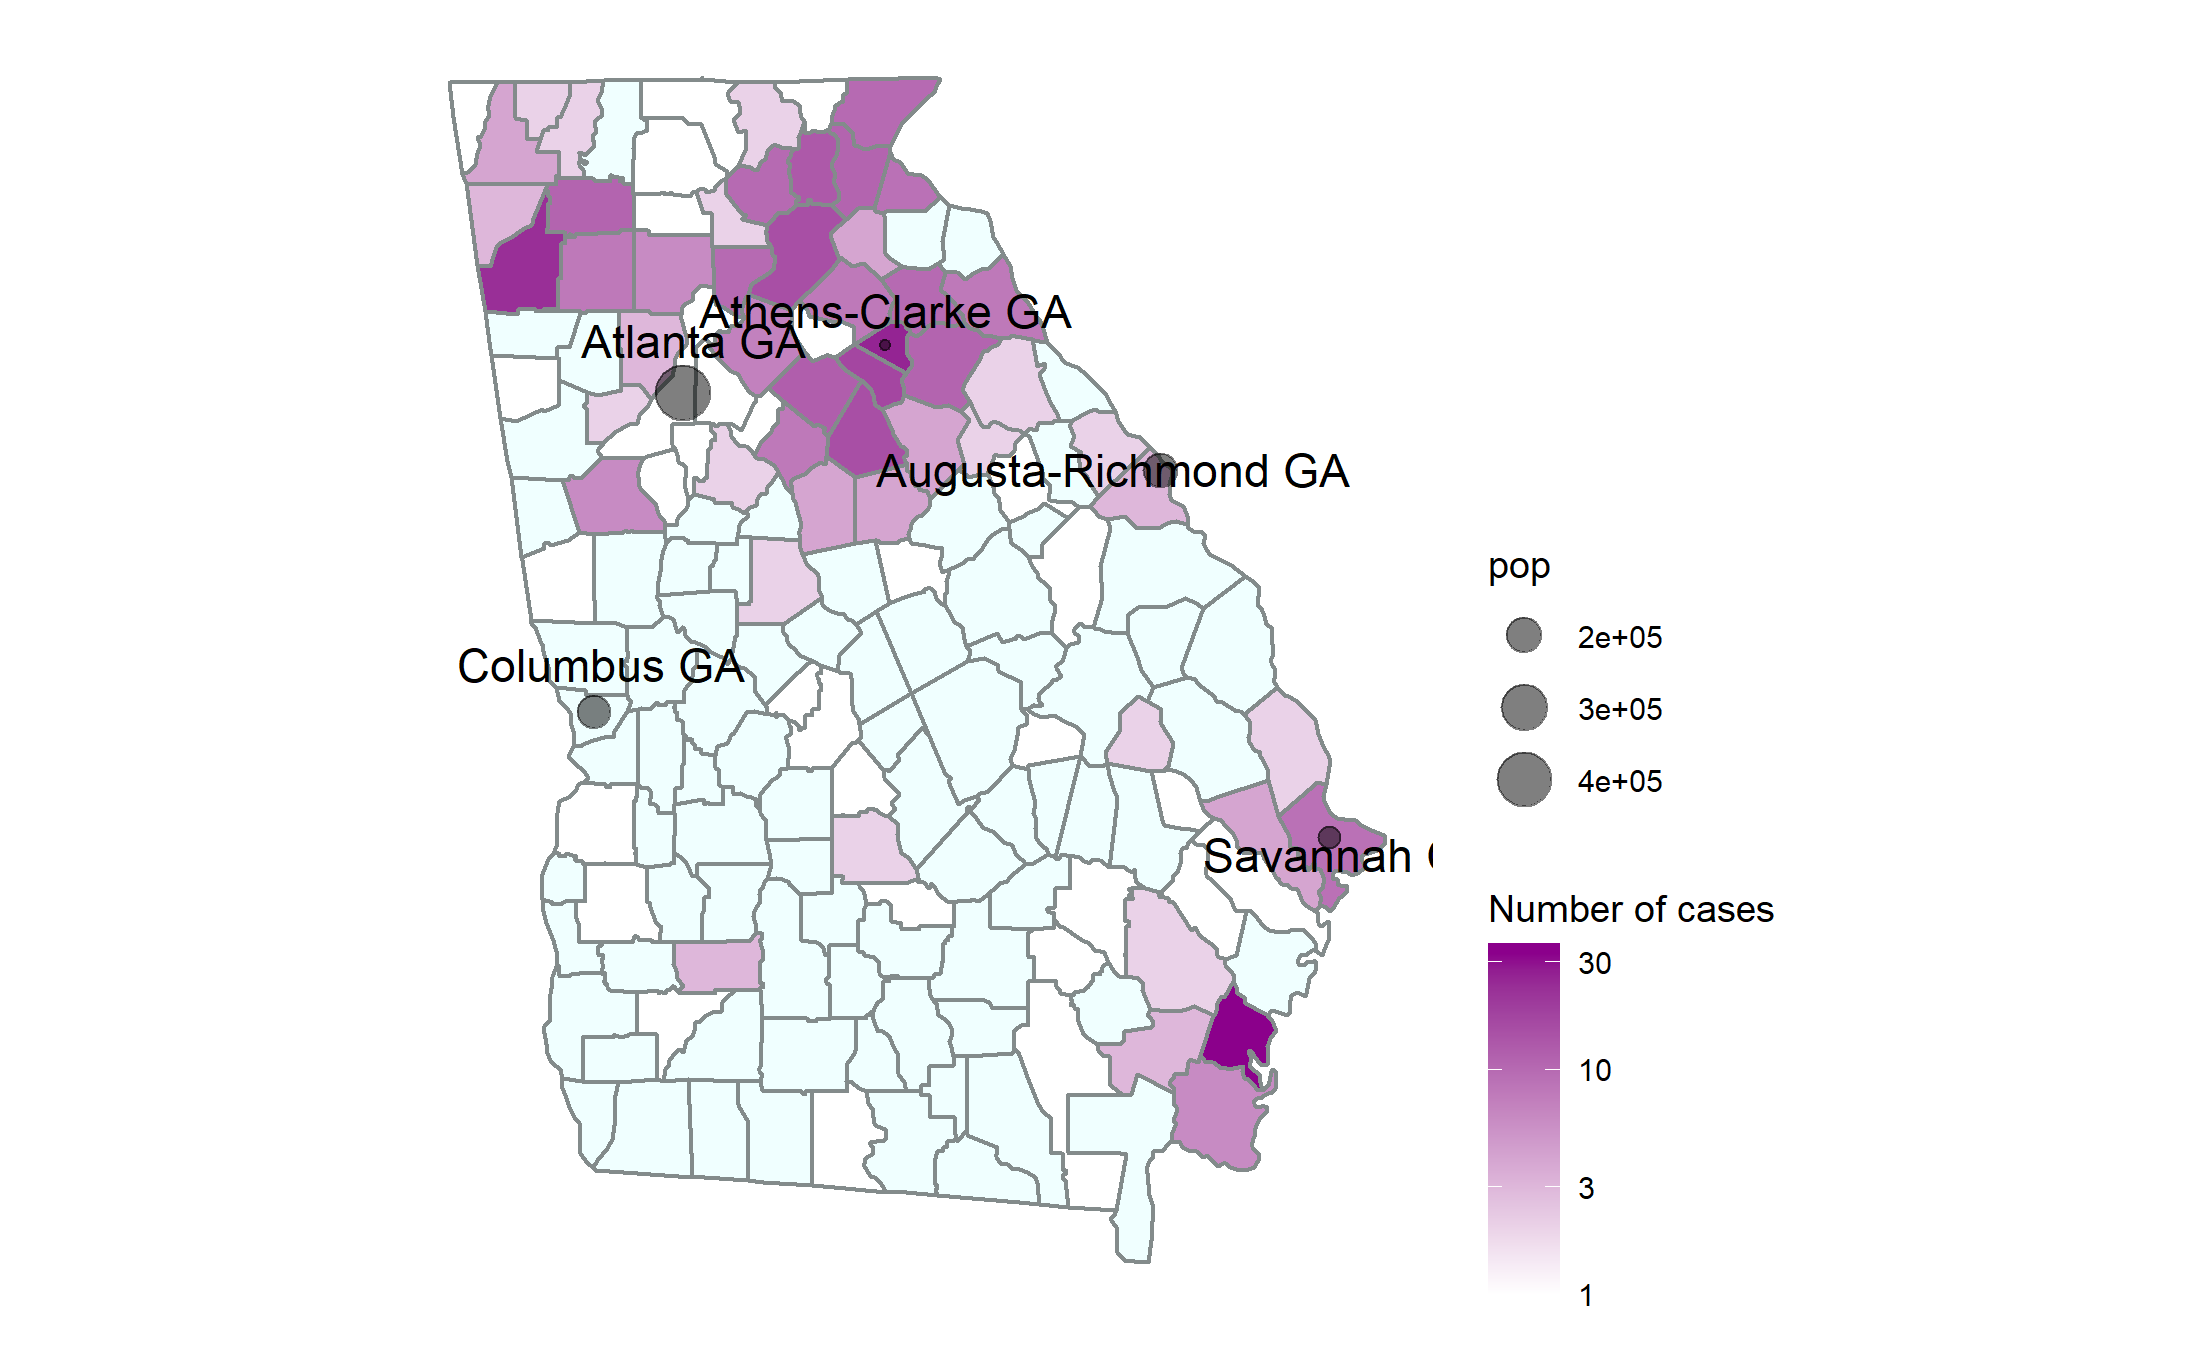 Athens-Clarke GA
Atlanta GA
Augusta-Richmond GA
Columbus GA
Savannah
pop
2e+05
3e+05
4e+05
Number of cases
30
10
3
1